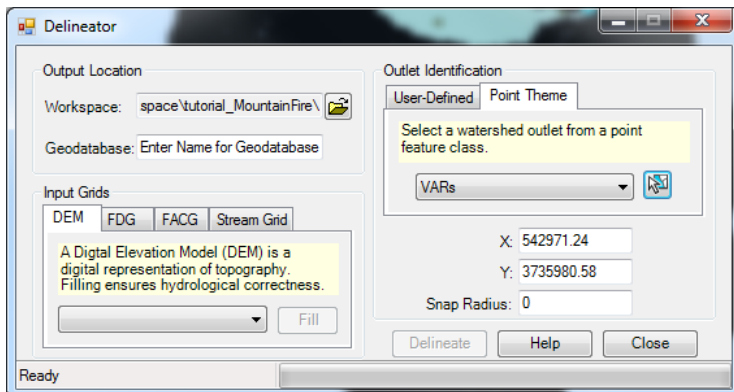 Delineator
Output Location
Workspace: space\tutorial_MountainFire\
Geodatabase: Enter Name for Geodatabase
Input Grids
DEM FDG FACG Stream Grid
A Digtal Elevation Model (DEM) is a
digital representation of topography.
Filling ensures hydrological correctness.
Fill
Outlet Identification
User-Defined Point Theme
Select a watershed outlet from a point
feature class.
VARs
X: 542971.24
Y: 3735980.58
Snap Radius: 0
Delineate Help Close
Ready